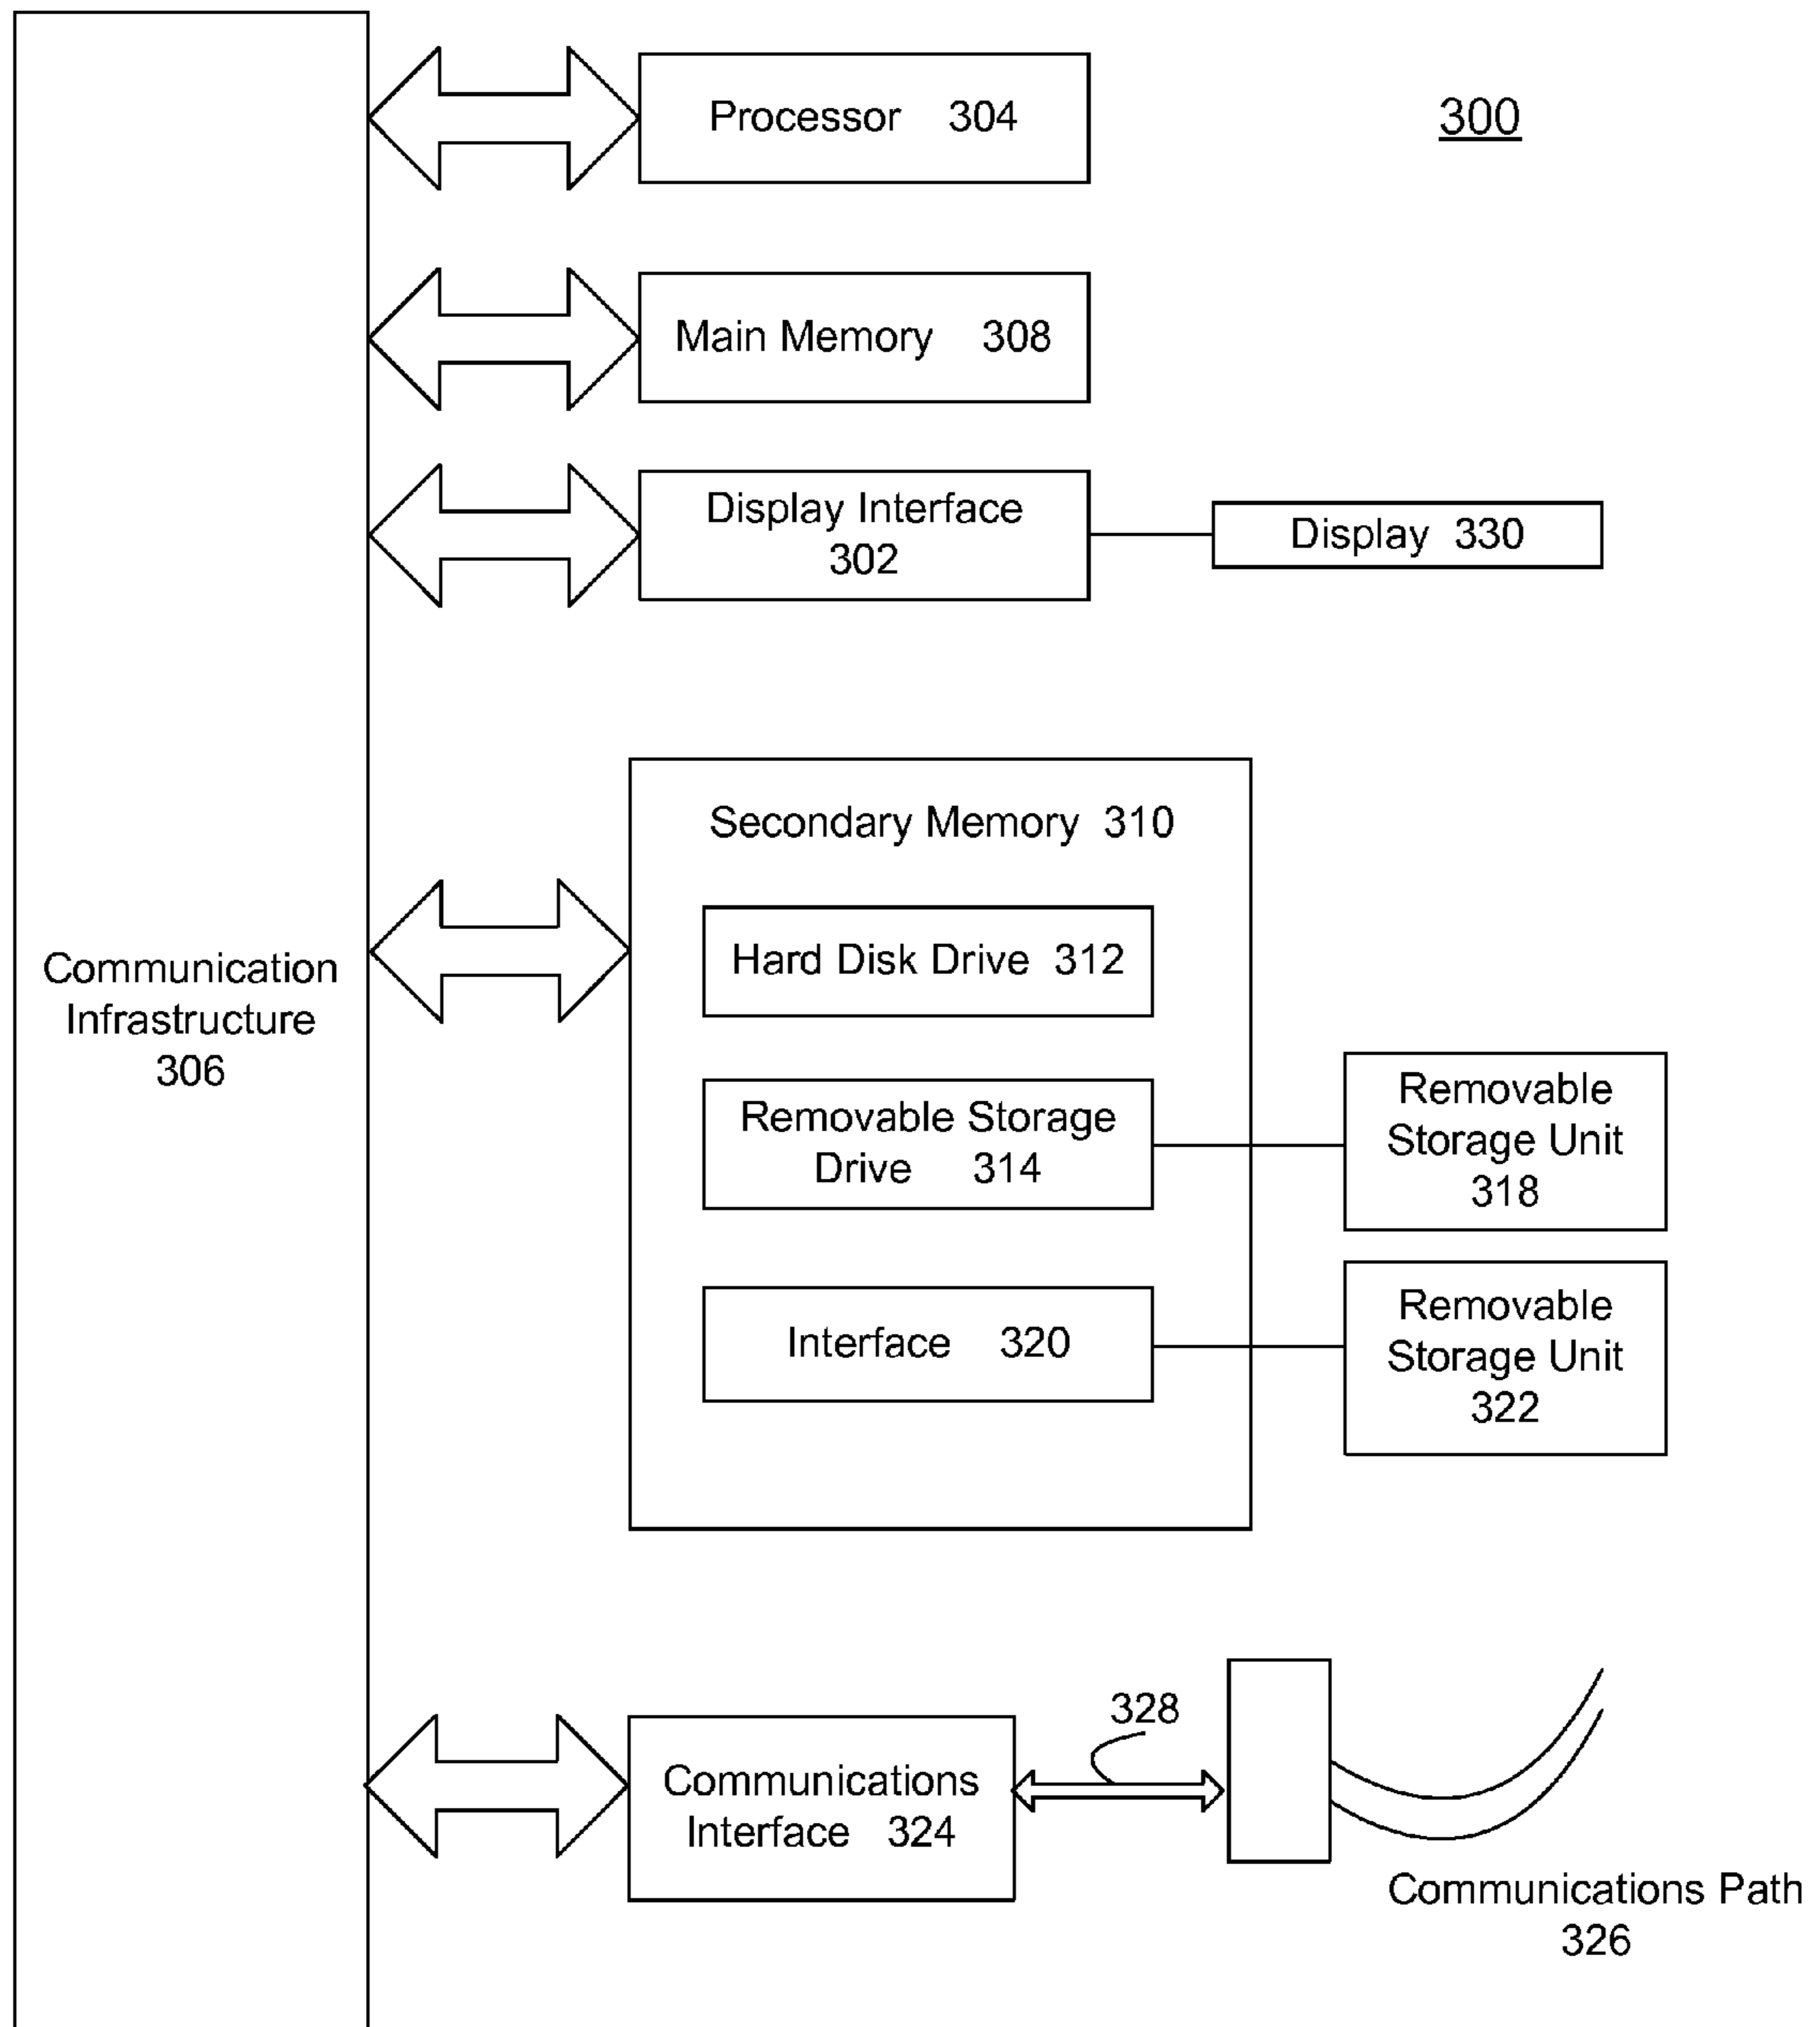 Processor 304
300
Main Memory 308
Display Interface
302
Display 330
Secondary Memory 310
Hard Disk Drive 312
Communication
Infrastructure
306
Removable Storage
Drive 314
Removable
Storage Unit
318
Interface 320
Removable
Storage Unit
322
328
Communications
Interface 324
Communications Path
326